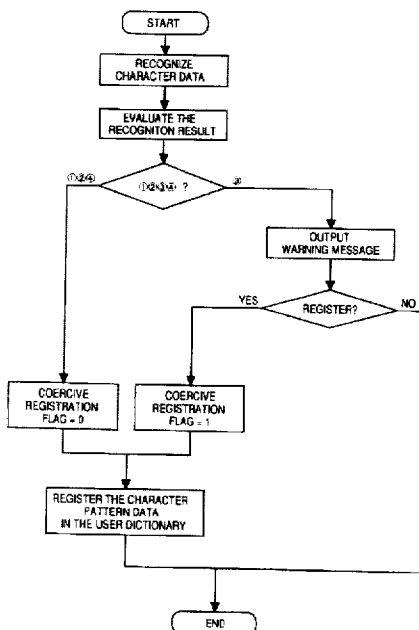 START
RECOGNIZE
CHARACTER DATA
EVALUATE THE
RECOGNITON RESULT
①②④
①②③④ ?
③
OUTPUT
WARNING MESSAGE
YES
REGISTER?
NO
COERCIVE
REGISTRATION
FLAG = 0
COERCIVE
REGISTRATION
FLAG = 1
REGISTER THE CHARACTER
PATTERN DATA
IN THE USER DICTIONARY
END